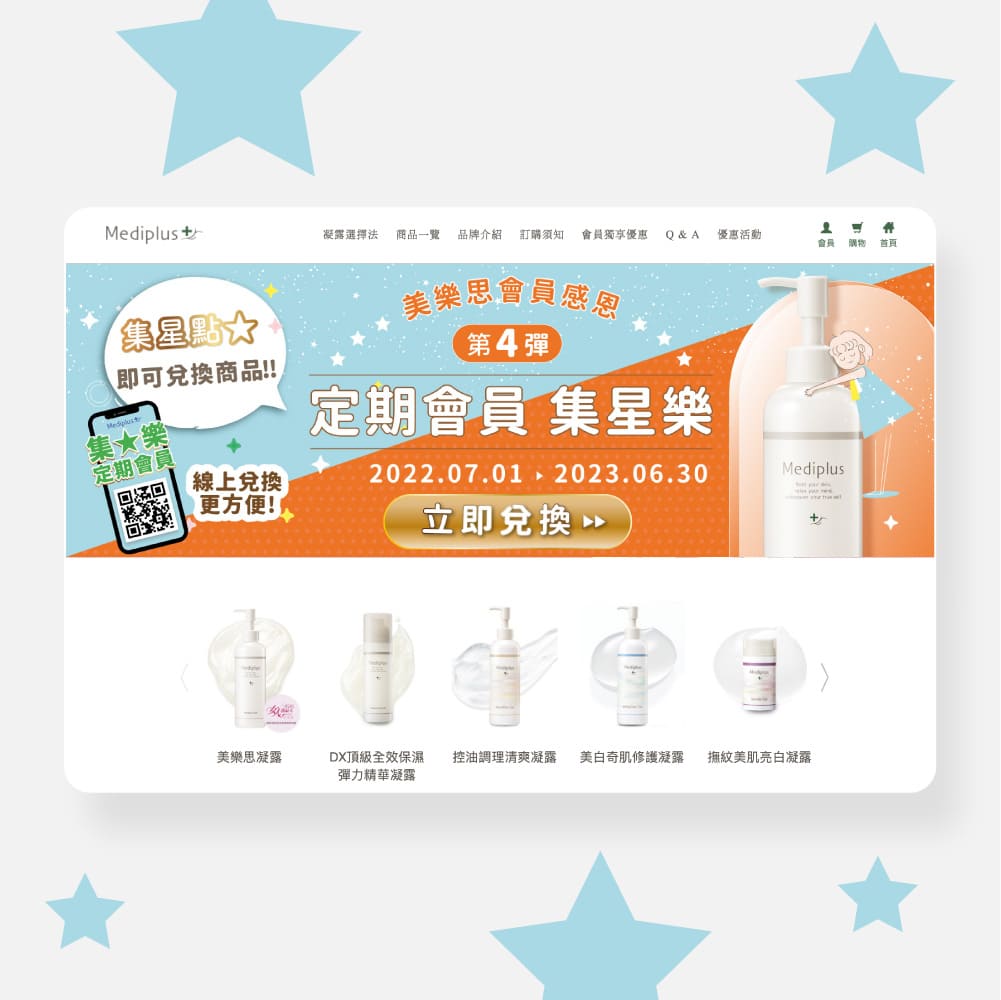 Mediplus
凝露選擇法 商品一覽 品牌介紹 訂購須知 會員獨享優惠 Q & A 優惠活動
會員 購物 首頁
集星點★
即可兌換商品!!
Mediplus
集★樂
定期會員
線上兌換
更方便!
美樂思會員感恩
第4彈
定期會員 集星樂
2022.07.01 ▸ 2023.06.30
立即兌換
Mediplus
Mediplus
Mediplus
Mediplus
Mediplus
Mediplus
美樂思凝露
DX頂級全效保濕
彈力精華凝露
控油調理清爽凝露
美白奇肌修護凝露
撫紋美肌亮白凝露